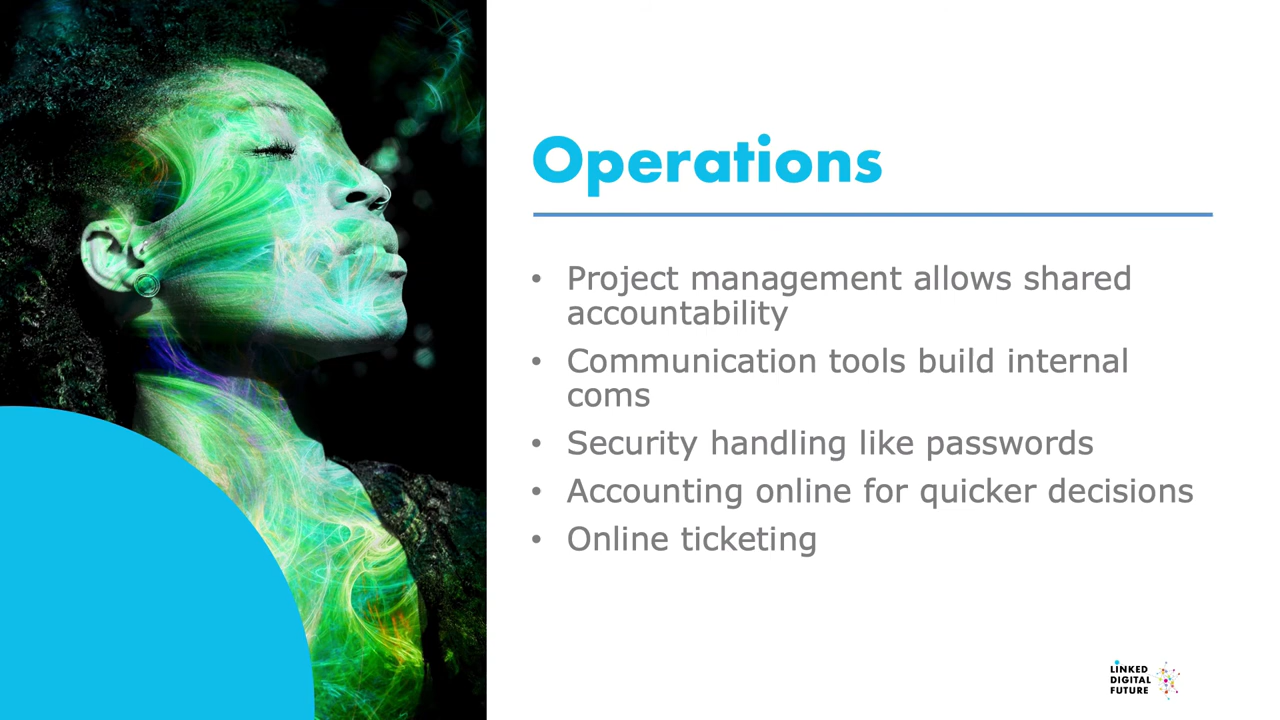 Operations
• Project management allows shared
accountability
• Communication tools build internal
coms
• Security handling like passwords
• Accounting online for quicker decisions
• Online ticketing
LINKED
DIGITAL
FUTURE